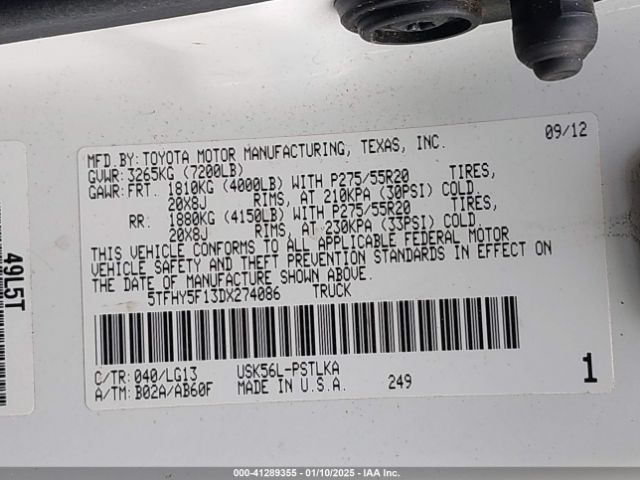 09/12
MFD.BY: TOYOTA MOTOR MANUFACTURING, TEXAS, INC.
GVWR: 3265KG (7200LB)
GAWR: FRT. 1810KG (4000LB) WITH P275/55R20 TIRES,
20X8J RIMS, AT 210KPA (30PSI) COLD.
RR. 1880KG (4150LB) WITH P275/55R20 TIRES,
20X8J RIMS, AT 230KPA (33PSI) COLD.
THIS VEHICLE CONFORMS TO ALL APPLICABLE FEDERAL MOTOR
VEHICLE SAFETY AND THEFT PREVENTION STANDARDS IN EFFECT ON
THE DATE OF MANUFACTURE SHOWN ABOVE.
5TFHY5F13DX274086 TRUCK
C/TR: 040/LG13 USK56L-PSTLKA
A/TM: B02A/AB60F MADE IN U.S.A. 249
1
49L5T
000-41289355 — 01/10/2025 — IAAI.COM